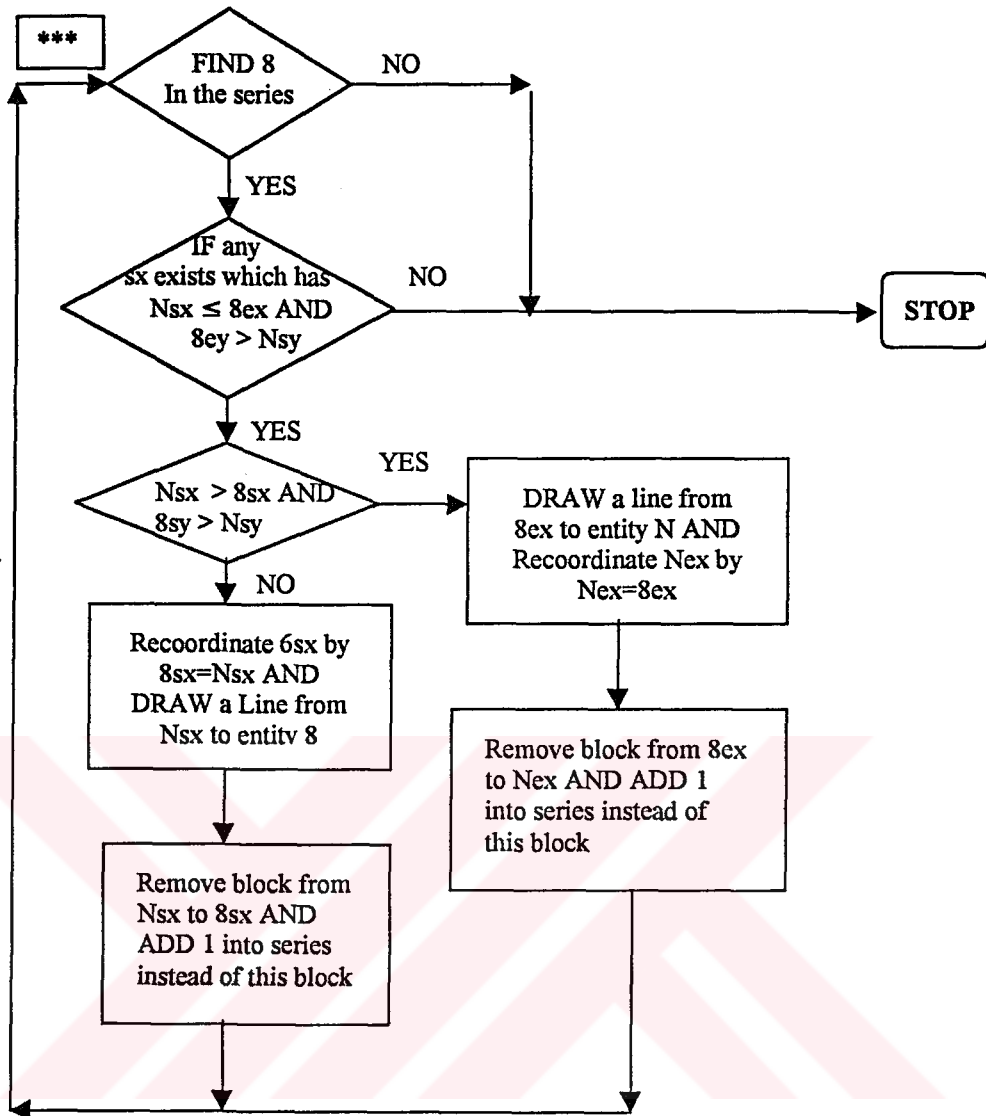 ***
FIND 8
In the series
NO
YES
IF any
sx exists which has
Nsx ≤ 8ex AND
8ey > Nsy
NO
STOP
YES
Nsx > 8sx AND
8sy > Nsy
YES
DRAW a line from
8ex to entity N AND
Recoordinate Nex by
Nex=8ex
NO
Recoordinate 6sx by
8sx=Nsx AND
DRAW a Line from
Nsx to entity 8
Remove block from 8ex
to Nex AND ADD 1
into series instead of
this block
Remove block from
Nsx to 8sx AND
ADD 1 into series
instead of this block